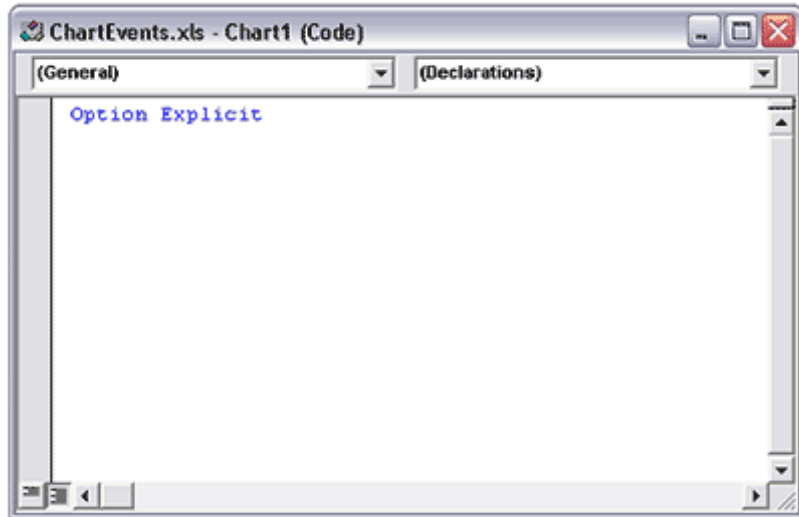 ChartEvents.xls - Chart1 (Code)
(General) (Declarations)
Option Explicit